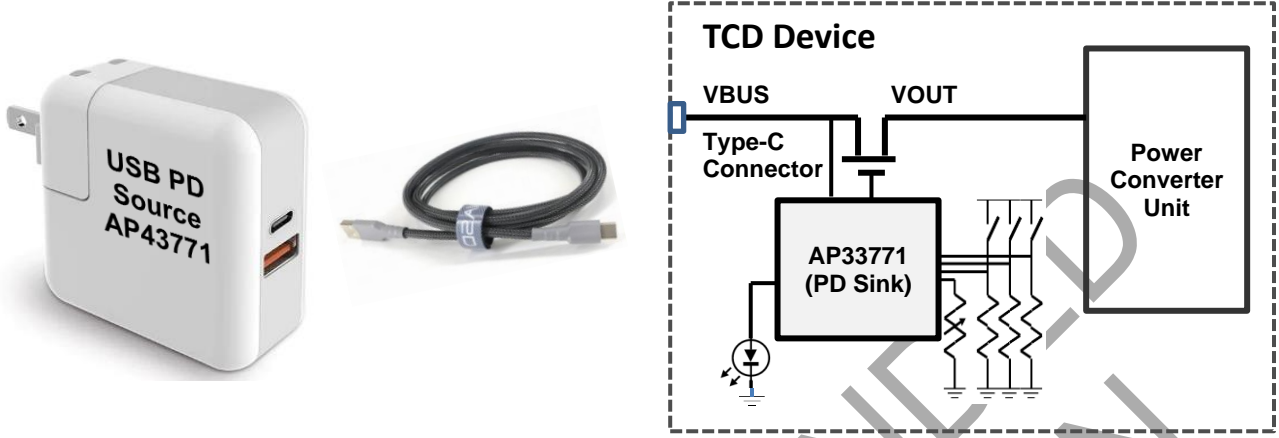 USB PD
Source
AP43771
TCD Device
VBUS
VOUT
Type-C
Connector
AP33771
(PD Sink)
Power
Converter
Unit